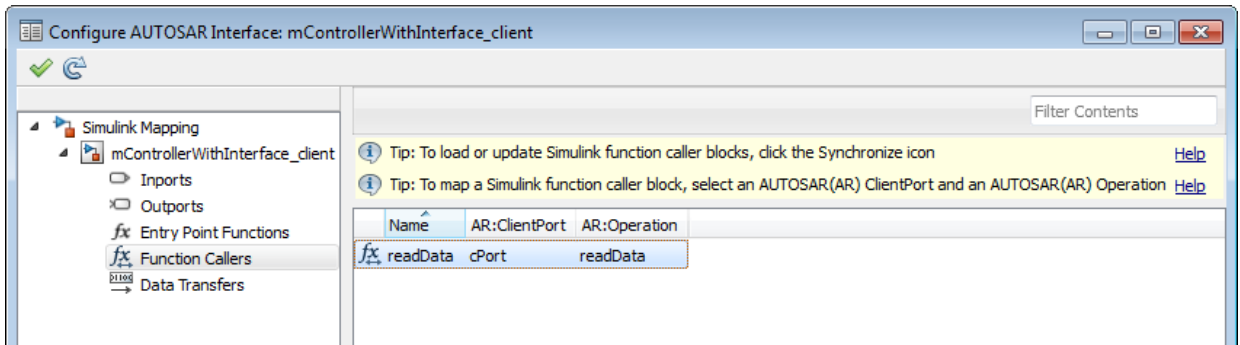 Configure AUTOSAR Interface: mControllerWithInterface_client
Filter Contents
Simulink Mapping
mControllerWithInterface_client
Inports
Outports
fx Entry Point Functions
fx Function Callers
Data Transfers
Tip: To load or update Simulink function caller blocks, click the Synchronize icon Help
Tip: To map a Simulink function caller block, select an AUTOSAR(AR) ClientPort and an AUTOSAR(AR) Operation Help
Name AR:ClientPort AR:Operation
fx readData cPort readData